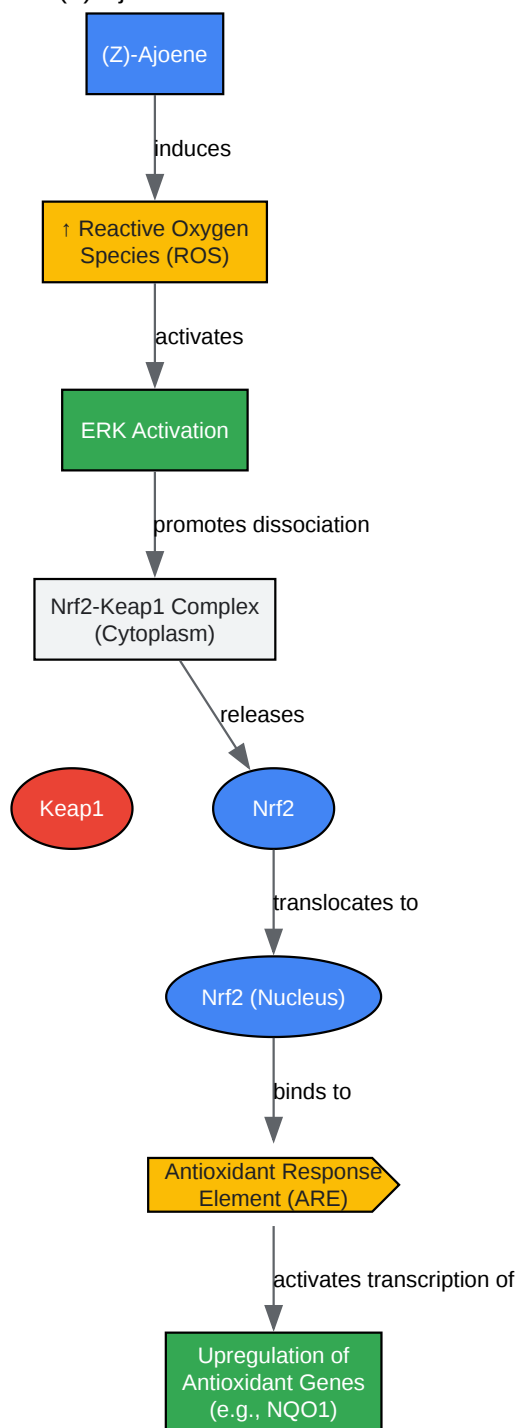 (Z)-Ajoene
induces
↑ Reactive Oxygen
Species (ROS)
activates
ERK Activation
promotes dissociation
Nrf2-Keap1 Complex
(Cytoplasm)
releases
Keap1
Nrf2
translocates to
Nrf2 (Nucleus)
binds to
Antioxidant Response
Element (ARE)
activates transcription of
Upregulation of
Antioxidant Genes
(e.g., NQO1)